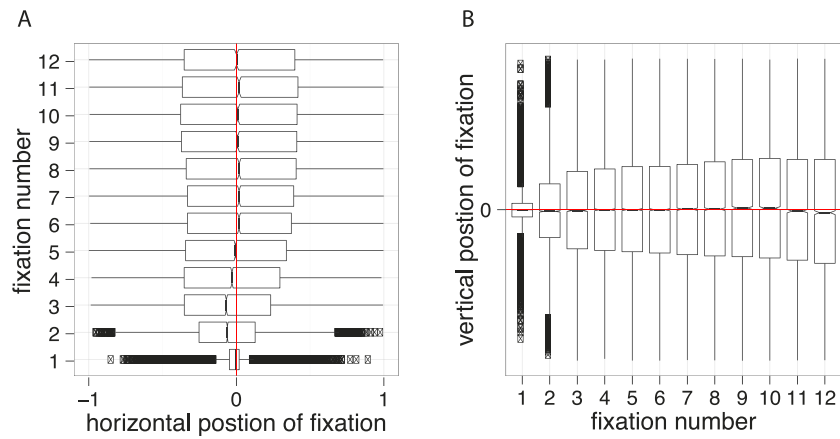 A
B
12
11
10
9
8
7
6
5
4
3
2
1
fixation number
−1
0
1
horizontal postion of fixation
vertical postion of fixation
0
1 2 3 4 5 6 7 8 9 10 11 12
fixation number